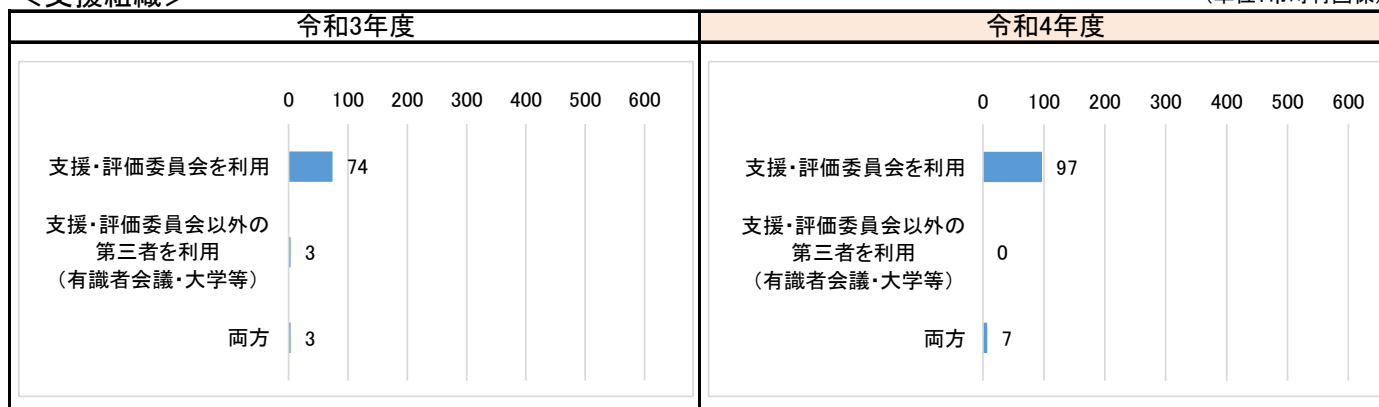 <支援組織>
令和3年度
令和4年度
0 100 200 300 400 500 600
支援・評価委員会を利用 74
支援・評価委員会以外の
第三者を利用 3
(有識者会議・大学等)
両方 3
0 100 200 300 400 500 600
支援・評価委員会を利用 97
支援・評価委員会以外の
第三者を利用 0
(有識者会議・大学等)
両方 7